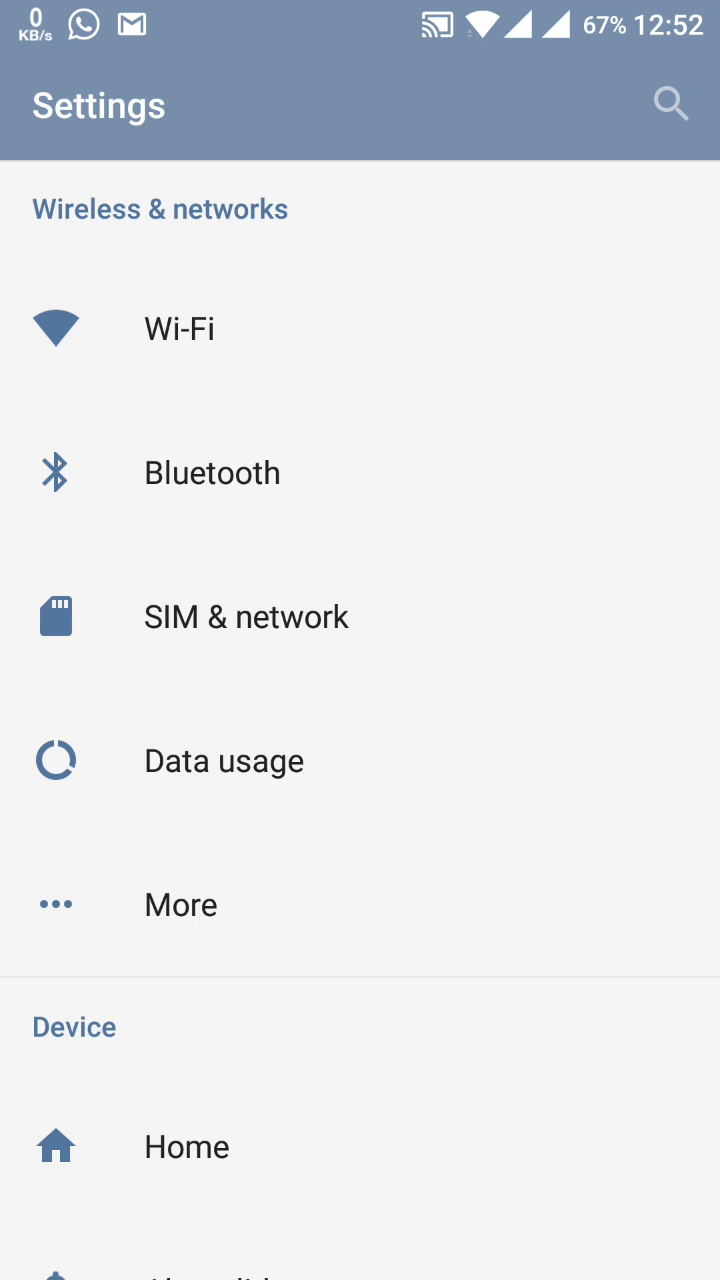 0
KB/s
67% 12:52
Settings
Wireless & networks
Wi-Fi
Bluetooth
SIM & network
Data usage
More
Device
Home